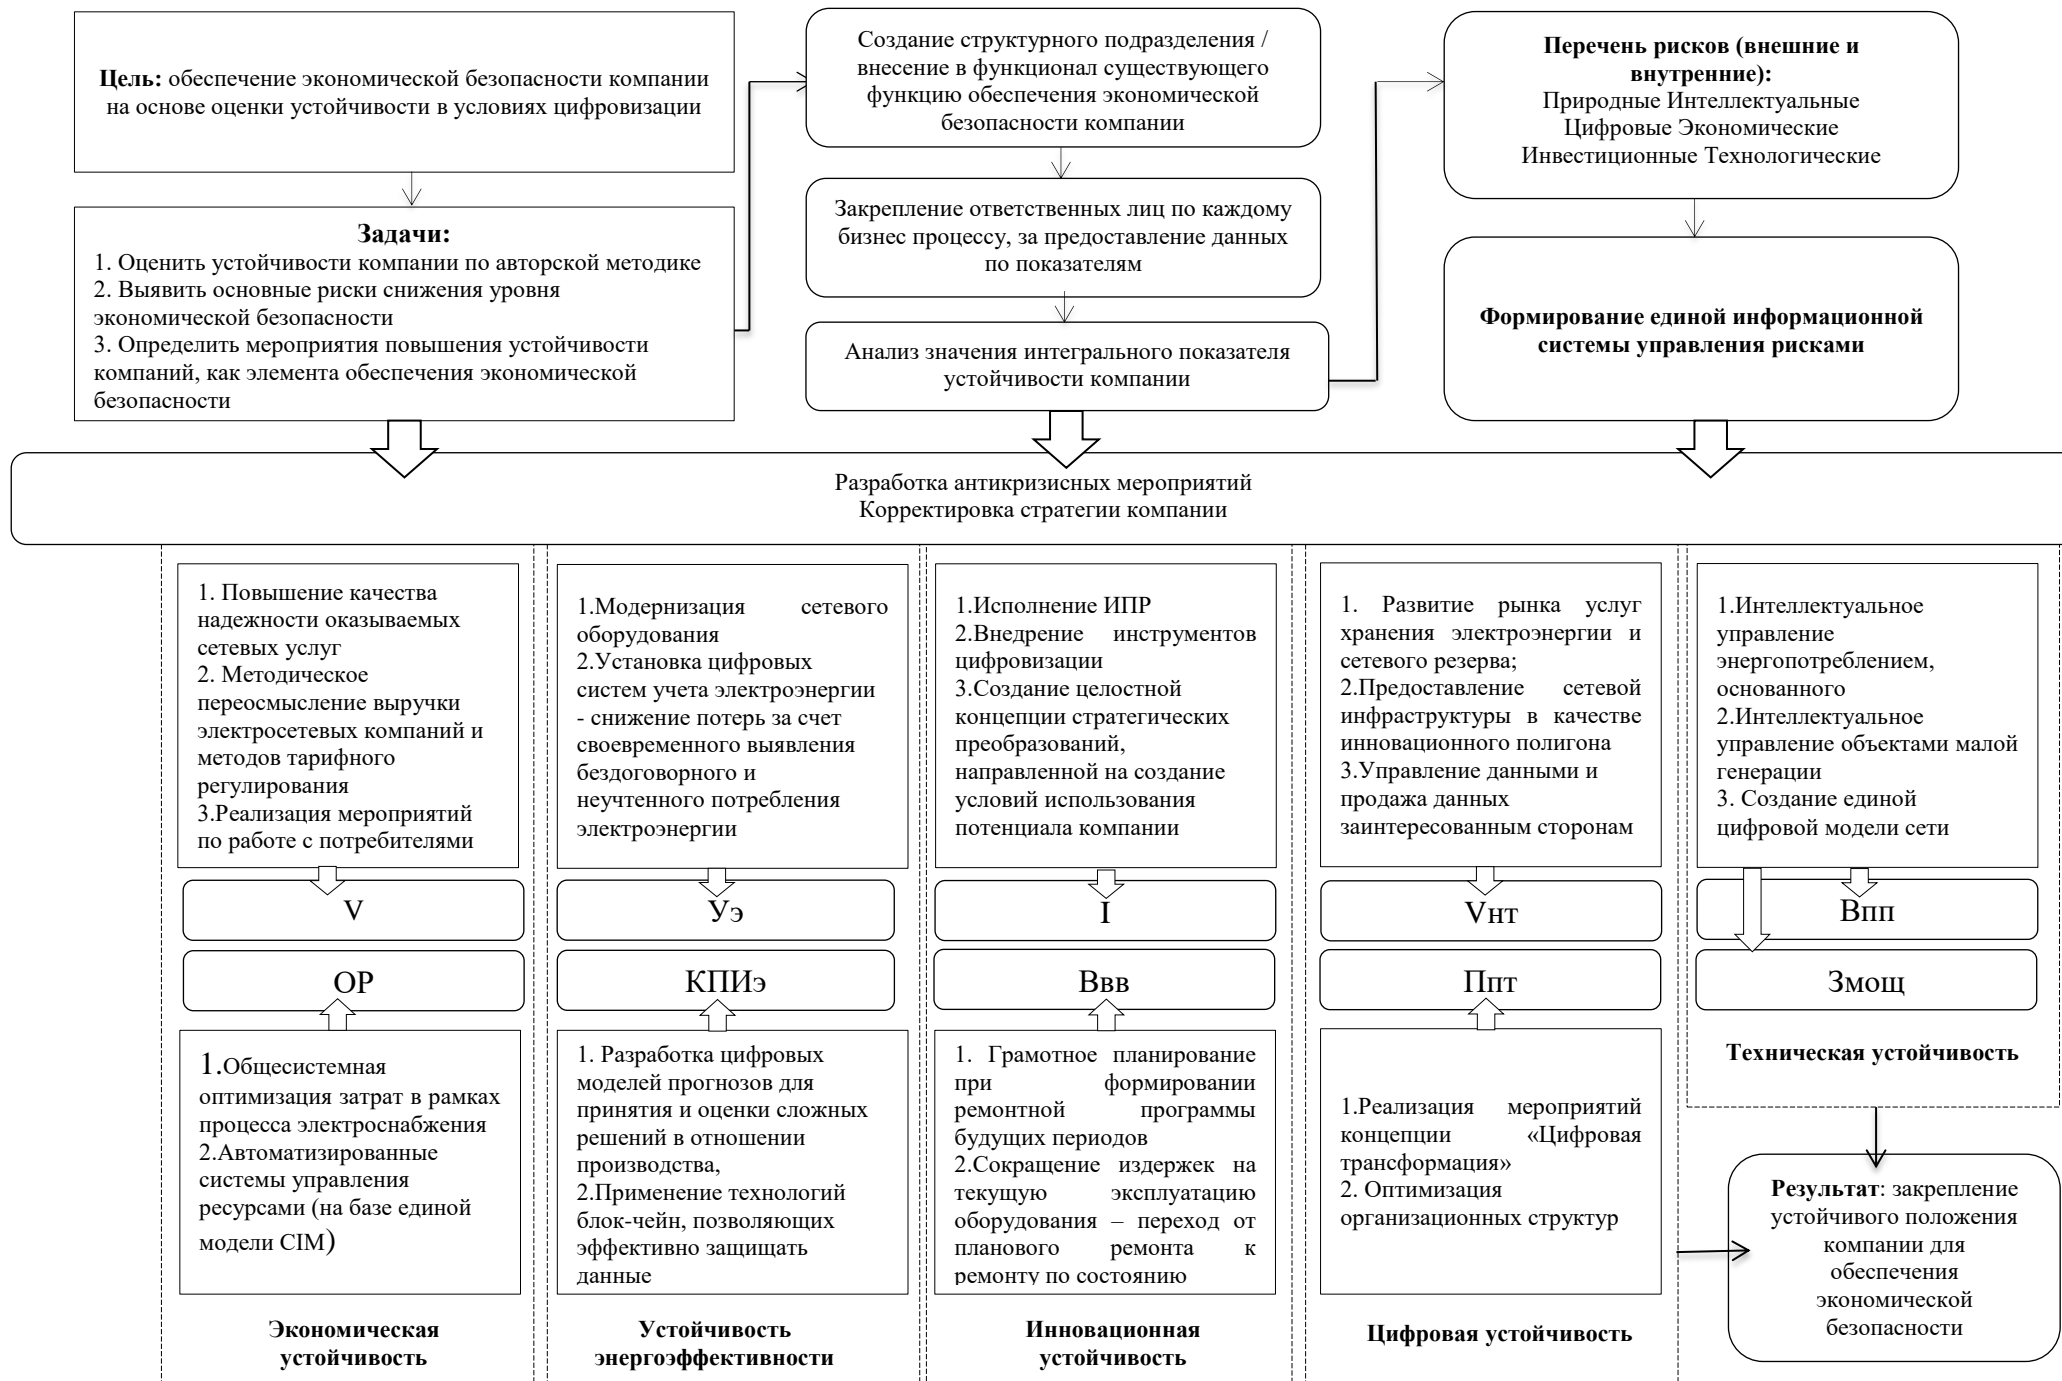 Цель: обеспечение экономической безопасности компании
на основе оценки устойчивости в условиях цифровизации
Задачи:
1. Оценить устойчивости компании по авторской методике
2. Выявить основные риски снижения уровня
экономической безопасности
3. Определить мероприятия повышения устойчивости
компаний, как элемента обеспечения экономической
безопасности
Создание структурного подразделения /
внесение в функционал существующего
функцию обеспечения экономической
безопасности компании
Закрепление ответственных лиц по каждому
бизнес процессу, за предоставление данных
по показателям
Анализ значения интегрального показателя
устойчивости компании
Перечень рисков (внешние и
внутренние):
Природные Интеллектуальные
Цифровые Экономические
Инвестиционные Технологические
Формирование единой информационной
системы управления рисками
Разработка антикризисных мероприятий
Корректировка стратегии компании
1. Повышение качества
надежности оказываемых
сетевых услуг
2. Методическое
переосмысление выручки
электросетевых компаний и
методов тарифного
регулирования
3.Реализация мероприятий
по работе с потребителями
V
ОР
1.Общесистемная
оптимизация затрат в рамках
процесса электроснабжения
2.Автоматизированные
системы управления
ресурсами (на базе единой
модели CIM)
Экономическая
устойчивость
1.Модернизация сетевого
оборудования
2.Установка цифровых
систем учета электроэнергии
- снижение потерь за счет
своевременного выявления
бездоговорного и
неучтенного потребления
электроэнергии
Уэ
КПИэ
1. Разработка цифровых
моделей прогнозов для
принятия и оценки сложных
решений в отношении
производства,
2.Применение технологий
блок-чейн, позволяющих
эффективно защищать
данные
Устойчивость
энергоэффективности
1.Исполнение ИПР
2.Внедрение инструментов
цифровизации
3.Создание целостной
концепции стратегических
преобразований,
направленной на создание
условий использования
потенциала компании
I
Ввв
1. Грамотное планирование
при формировании
ремонтной программы
будущих периодов
2.Сокращение издержек на
текущую эксплуатацию
оборудования – переход от
планового ремонта к
ремонту по состоянию
Инновационная
устойчивость
1. Развитие рынка услуг
хранения электроэнергии и
сетевого резерва;
2.Предоставление сетевой
инфраструктуры в качестве
инновационного полигона
3.Управление данными и
продажа данных
заинтересованным сторонам
Vнт
Ппт
1.Реализация мероприятий
концепции «Цифровая
трансформация»
2. Оптимизация
организационных структур
Цифровая устойчивость
1.Интеллектуальное
управление
энергопотреблением,
основанного
2.Интеллектуальное
управление объектами малой
генерации
3. Создание единой
цифровой модели сети
Впп
Змощ
Техническая устойчивость
Результат: закрепление
устойчивого положения
компании для
обеспечения
экономической
безопасности